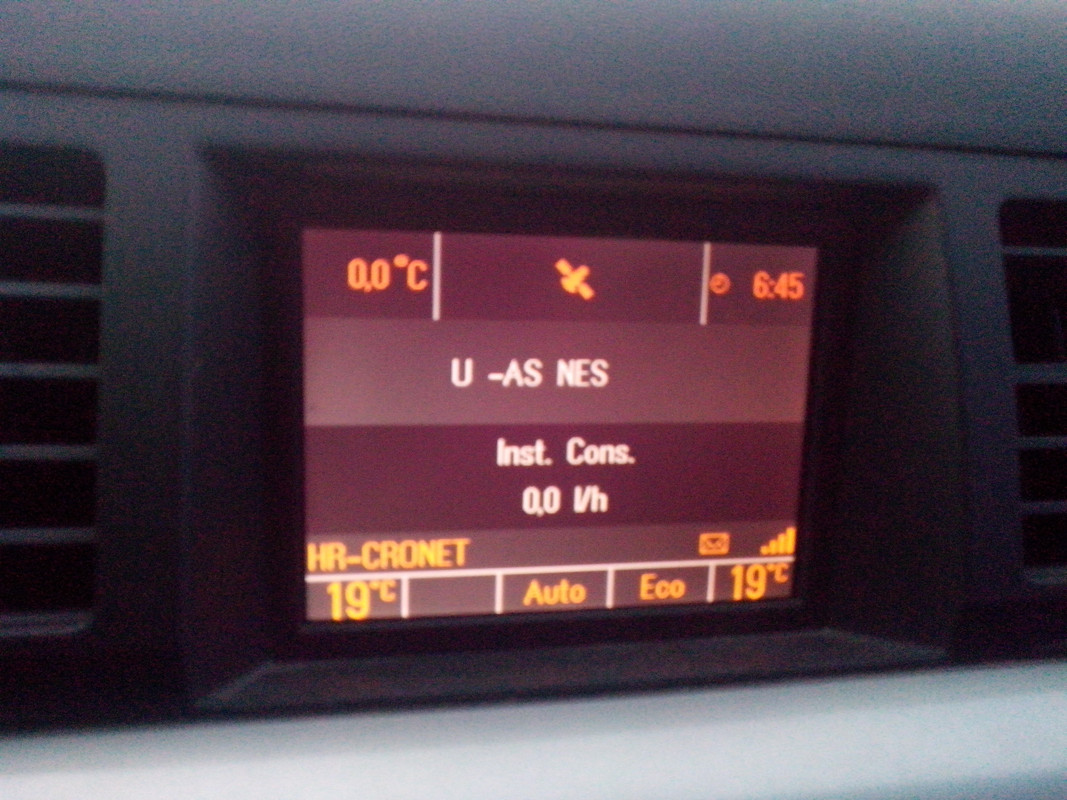 0,0°C 6:45
U -AS NES
Inst. Cons.
0,0 l/h
HR-CRONET
19°C Auto Eco 19°C